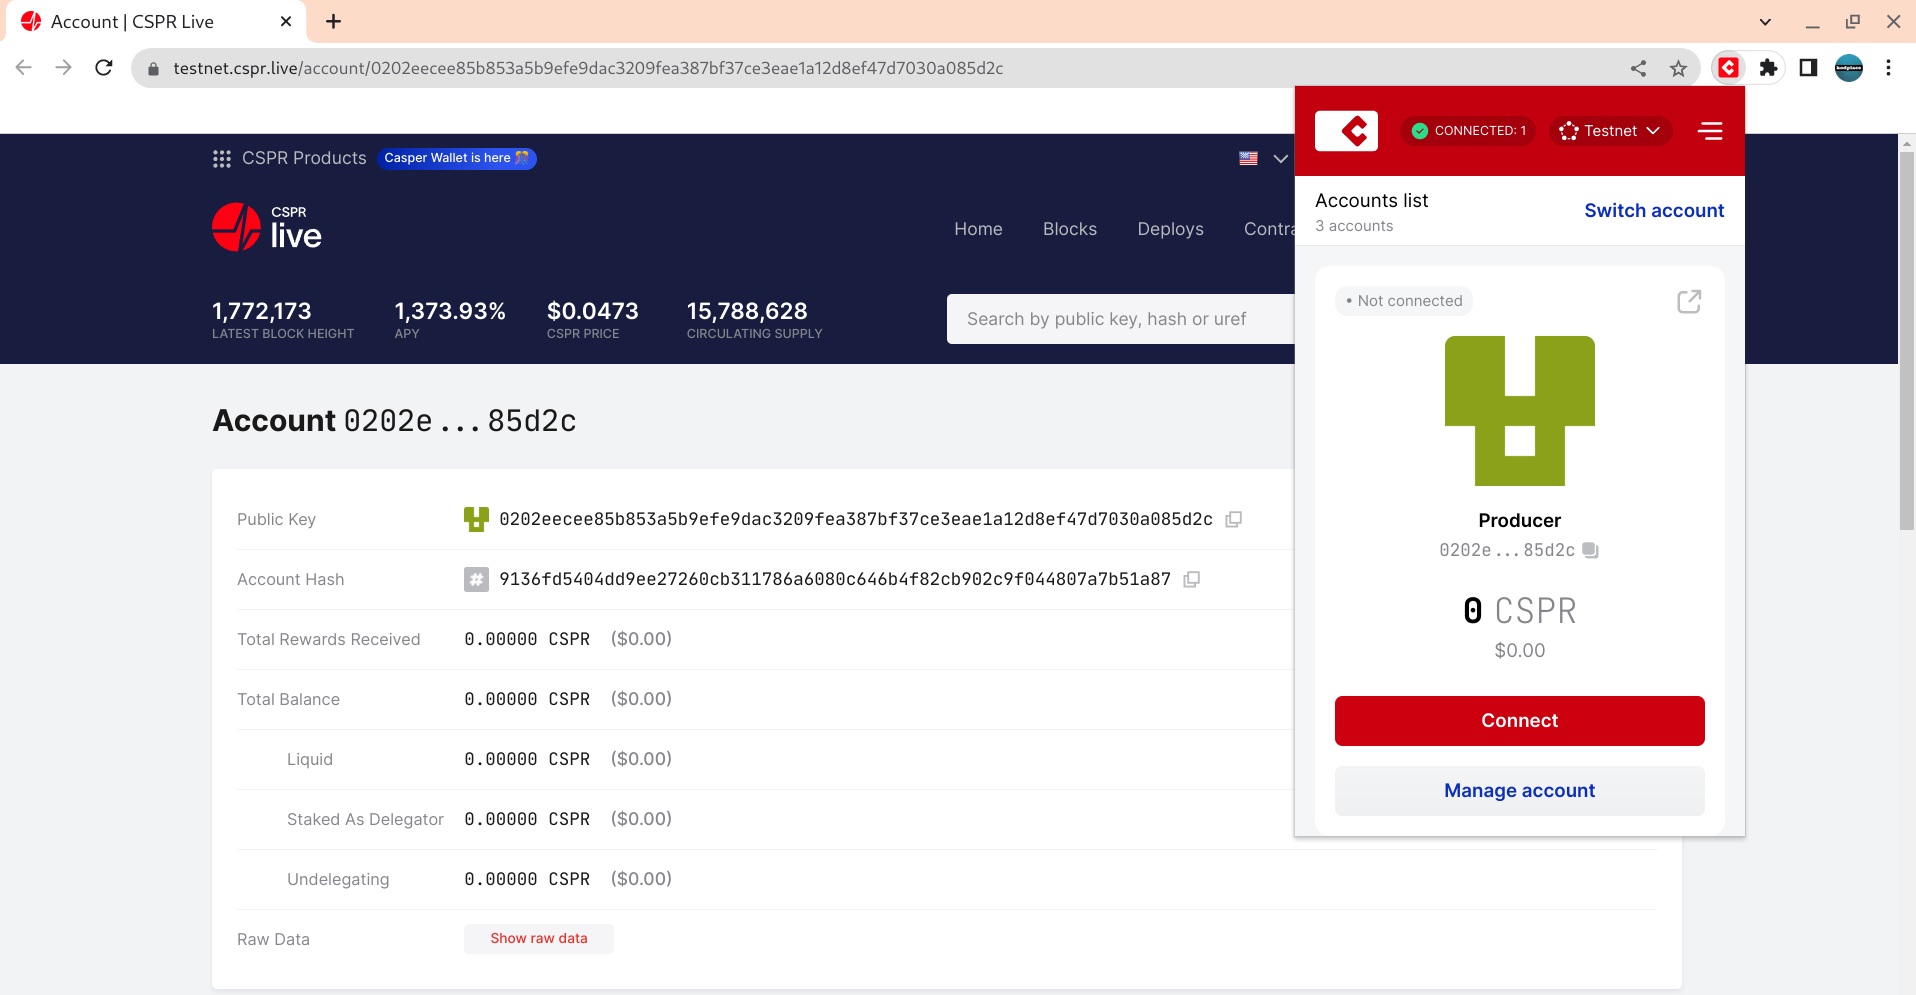 Account | CSPR Live
testnet.cspr.live/account/0202eecee85b853a5b9efe9dac3209fea387bf37ce3eae1a12d8ef47d7030a085d2c
CSPR Products
Casper Wallet is here
CSPR
live
Home
Blocks
Deploys
Contra
1,772,173
LATEST BLOCK HEIGHT
1,373.93%
APY
$0.0473
CSPR PRICE
15,788,628
CIRCULATING SUPPLY
Search by public key, hash or uref
Account 0202e...85d2c
Public Key
0202eecee85b853a5b9efe9dac3209fea387bf37ce3eae1a12d8ef47d7030a085d2c
Account Hash
#
9136fd5404dd9ee27260cb311786a6080c646b4f82cb902c9f044807a7b51a87
Total Rewards Received
0.00000 CSPR ($0.00)
Total Balance
0.00000 CSPR ($0.00)
Liquid
0.00000 CSPR ($0.00)
Staked As Delegator
0.00000 CSPR ($0.00)
Undelegating
0.00000 CSPR ($0.00)
Raw Data
Show raw data
CONNECTED: 1
Testnet
Accounts list
3 accounts
Switch account
• Not connected
Producer
0202e...85d2c
0 CSPR
$0.00
Connect
Manage account